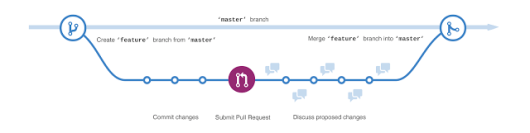 "master" branch
Create "feature" branch from "master"
Merge "feature" branch into "master"
Commit changes
Submit Pull Request
Discuss proposed changes